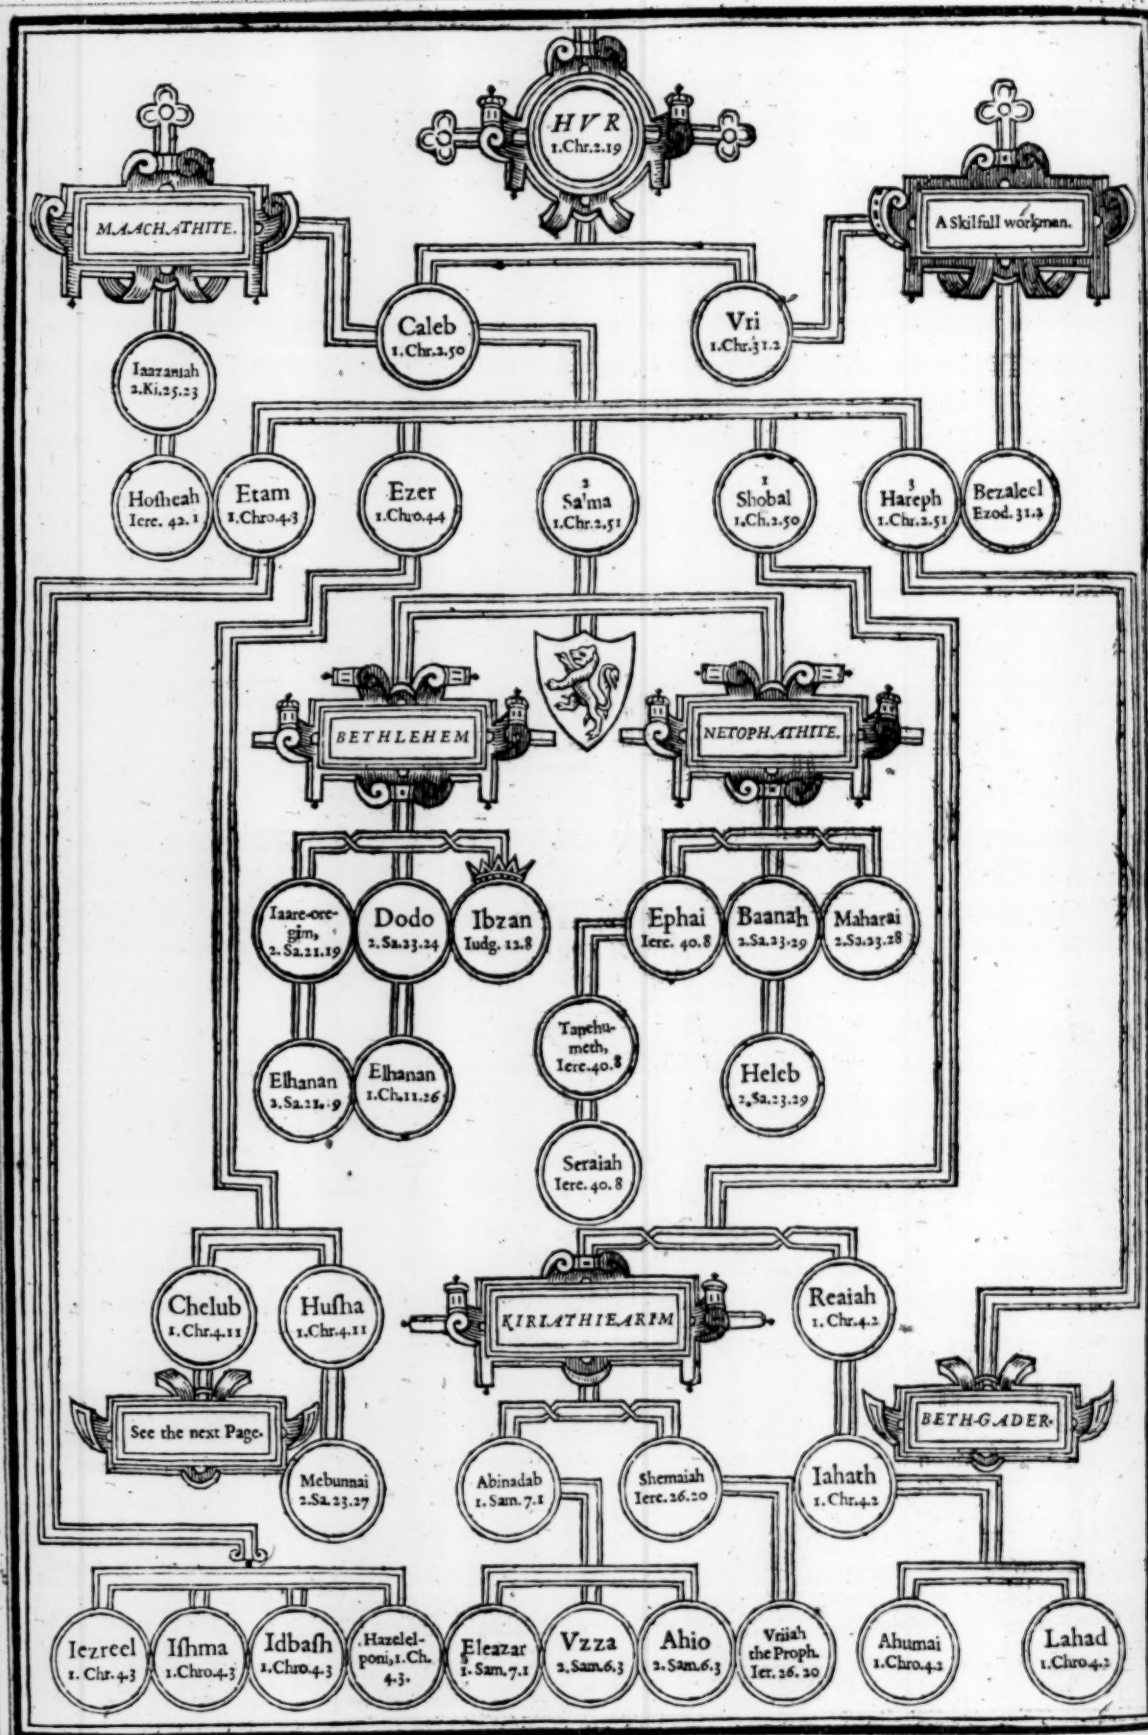 HVR
1.Chr.2.19
MAACHATHITE.
A Skilfull workman.
Caleb
1.Chr.2.50
Vri
1.Chr.31.2
Iaazaniah
2.Ki.25.23
Hoſheah
Iere. 42.1
Etam
1.Chro.4.3
Ezer
1.Chro.4.4
2
Sa'ma
1.Chr.2.51
1
Shobal
1.Ch.2.50
3
Hareph
1.Chr.2.51
Bezaleel
Ezod. 31.2
BETHLEHEM
NETOPHATHITE.
Iaare-ore-
gim,
2.Sa.21.19
Dodo
2.Sa.23.24
Ibzan
Iudg. 12.8
Ephai
Iere. 40.8
Baanah
2.Sa.23.29
Maharai
2.Sa.23.28
Elhanan
2.Sa.21.19
Elhanan
1.Ch.11.26
Tanehu-
meth,
Iere.40.8
Heleb
2.Sa.23.29
Seraiah
Iere. 40.8
Chelub
1.Chr.4.11
Huſha
1.Chr.4.11
KIRIATHIEARIM
Reaiah
1. Chr.4.2
See the next Page.
BETH-GADER.
Mebunnai
2.Sa.23.27
Abinadab
1. Sam. 7.1
Shemaiah
Iere. 26.20
Iahath
1. Chr.4.2
Iezreel
1. Chr.4.3
Iſhma
1.Chro.4.3
Idbaſh
1.Chro.4.3
Hazelel-
poni,1.Ch.
4.3.
Eleazar
1. Sam.7.1
Vzza
2.Sam.6.3
Ahio
2.Sam.6.3
Vriiah
the Proph.
Ier. 26. 20
Ahumai
1.Chro.4.2
Lahad
1.Chro.4.2